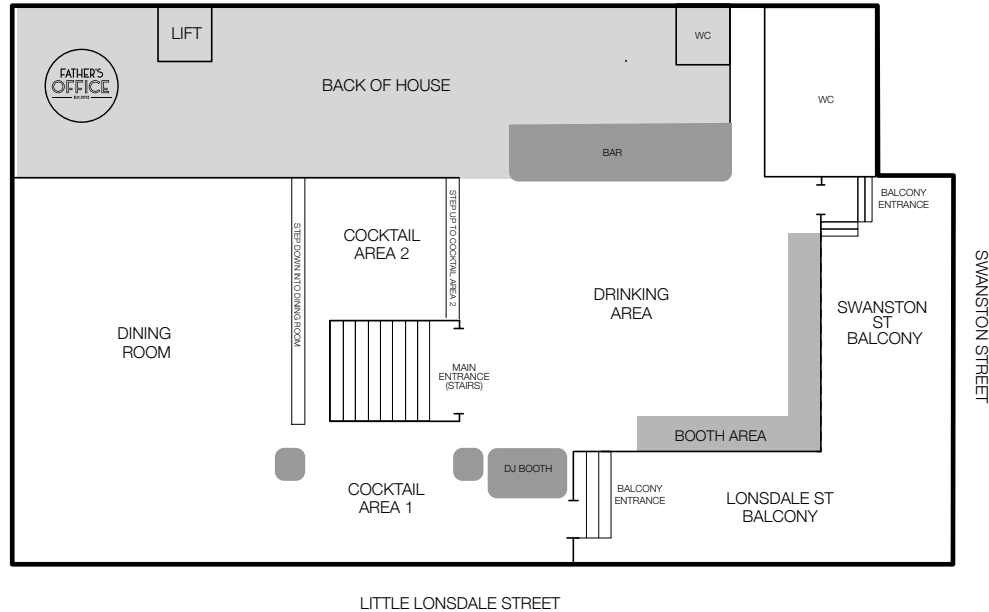 LIFT
WC
FATHER'S
OFFICE
BACK OF HOUSE
WC
BAR
BALCONY
ENTRANCE
STEP DOWN INTO DINING ROOM
STEP UP TO COCKTAIL AREA 2
COCKTAIL
AREA 2
DRINKING
AREA
SWANSTON
ST
BALCONY
SWANSTON STREET
DINING
ROOM
MAIN
ENTRANCE
(STAIRS)
BOOTH AREA
DJ BOOTH
COCKTAIL
AREA 1
BALCONY
ENTRANCE
LONSDALE ST
BALCONY
LITTLE LONSDALE STREET